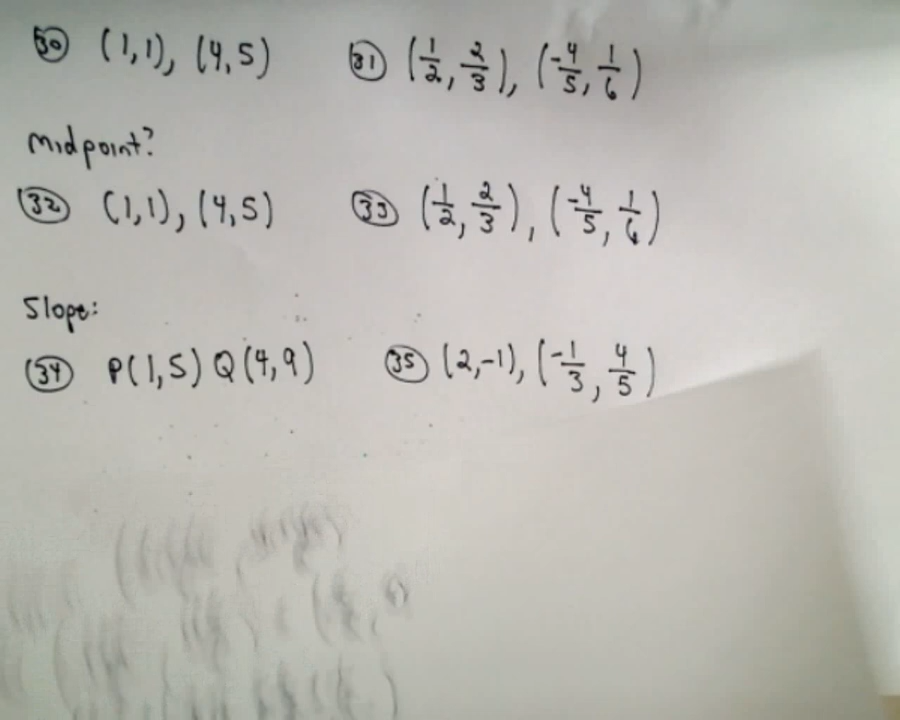 30 (1,1), (4,5) 31 (1/2, 2/3), (-4/5, 1/6)
Midpoint?
32 (1,1), (4,5) 33 (1/2, 2/3), (-4/5, 1/6)
Slope:
34 P(1,5) Q(4,9) 35 (2,-1), (-1/3, 4/5)